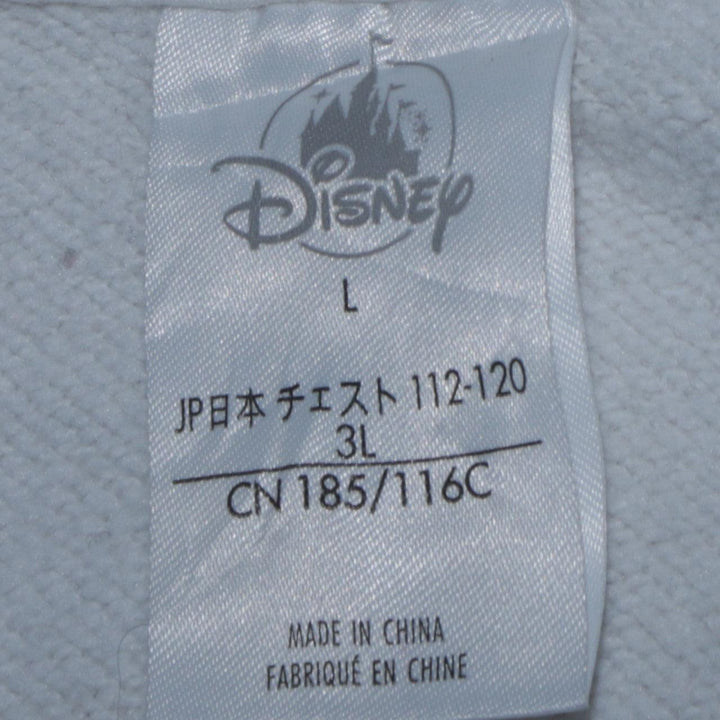 Disney
L
JP日本 チェスト 112-120
3L
CN 185/116C
MADE IN CHINA
FABRIQUÉ EN CHINE